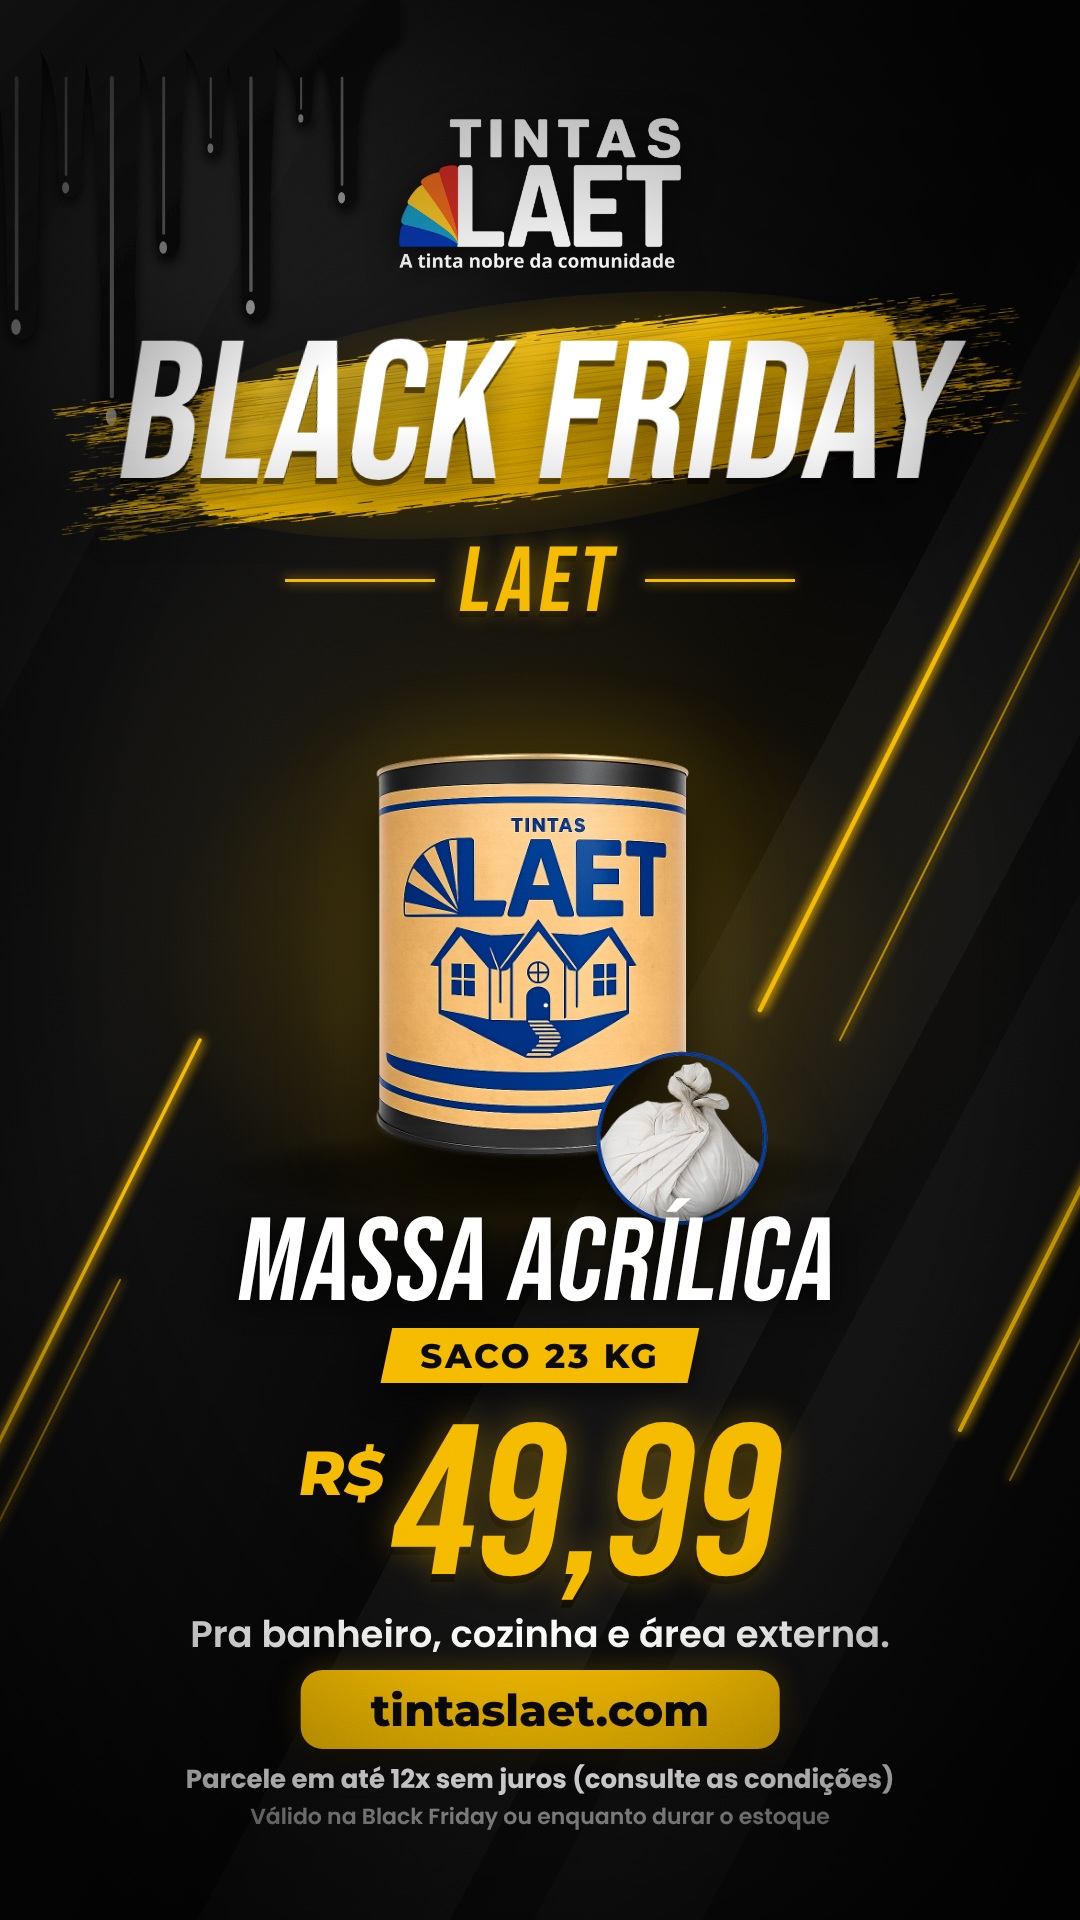 TINTAS
LAET
A tinta nobre da comunidade
BLACK FRIDAY
LAET
TINTAS
LAET
MASSA ACRÍLICA
SACO 23 KG
R$ 49,99
Pra banheiro, cozinha e área externa.
tintaslaet.com
Parcele em até 12x sem juros (consulte as condições)
Válido na Black Friday ou enquanto durar o estoque